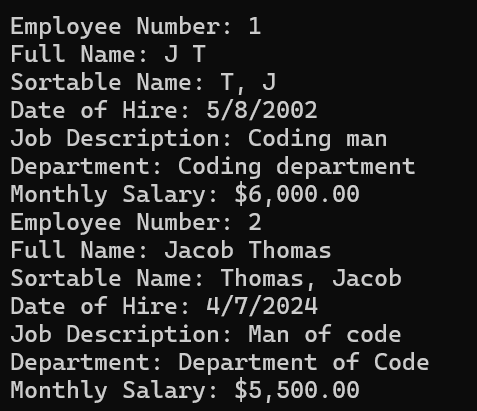 Employee Number: 1
Full Name: J T
Sortable Name: T, J
Date of Hire: 5/8/2002
Job Description: Coding man
Department: Coding department
Monthly Salary: $6,000.00
Employee Number: 2
Full Name: Jacob Thomas
Sortable Name: Thomas, Jacob
Date of Hire: 4/7/2024
Job Description: Man of code
Department: Department of Code
Monthly Salary: $5,500.00